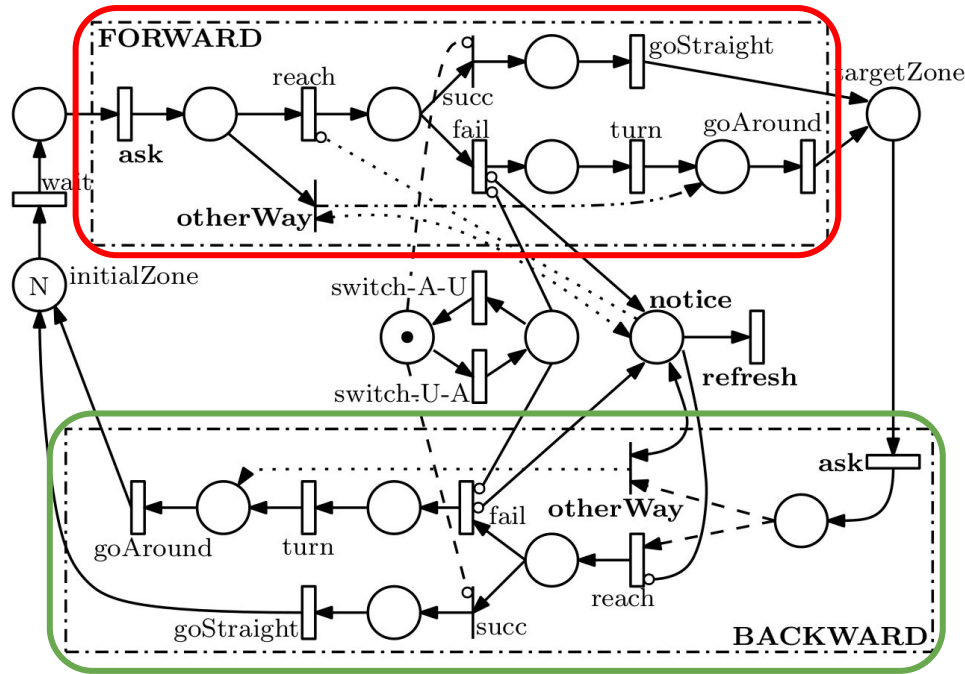 FORWARD
goStraight
reach
targetZone
succ
fail
turn
goAround
ask
wait
otherWay
initialZone
N
switch-A-U
notice
refresh
switch-U-A
ask
otherWay
fail
goAround
turn
reach
goStraight
succ
BACKWARD